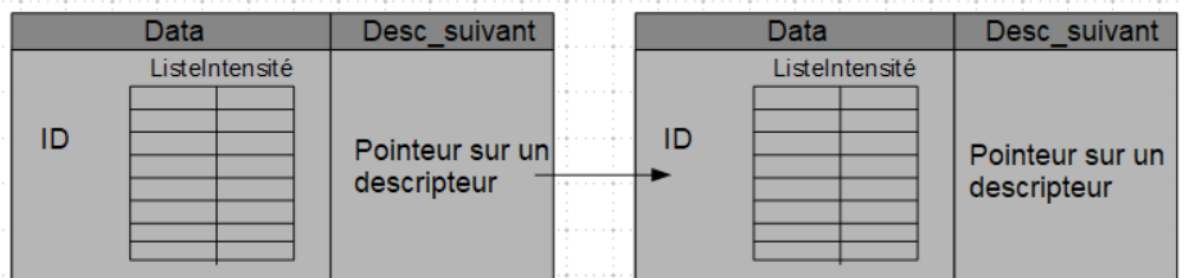 Data
Desc_suivant
ListeIntensité
ID
Pointeur sur un
descripteur
Data
Desc_suivant
ListeIntensité
ID
Pointeur sur un
descripteur